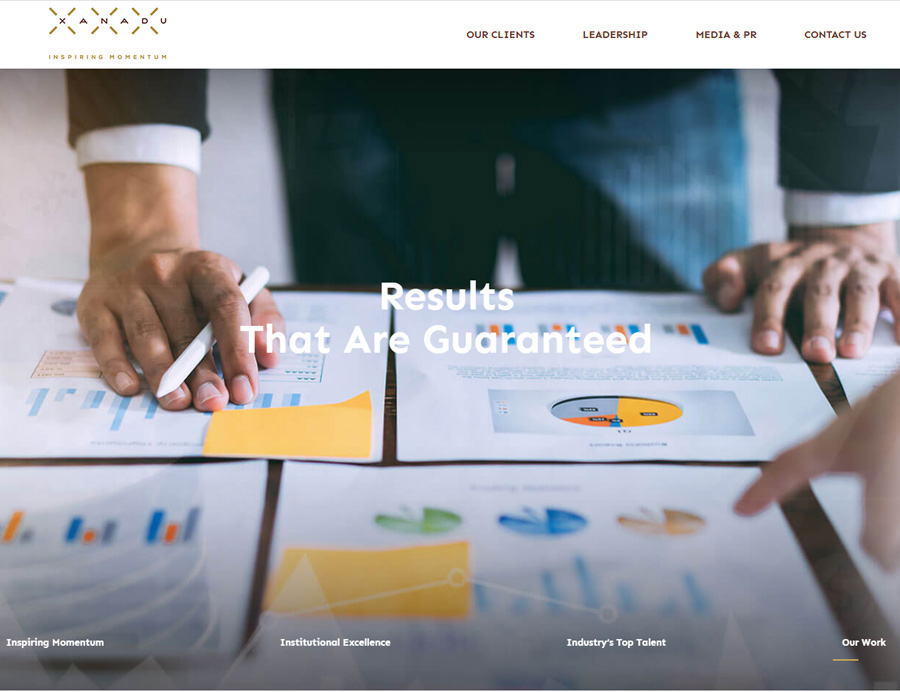 XANADU
INSPIRING MOMENTUM
OUR CLIENTS
LEADERSHIP
MEDIA & PR
CONTACT US
Results
That Are Guaranteed
Inspiring Momentum
Institutional Excellence
Industry's Top Talent
Our Work